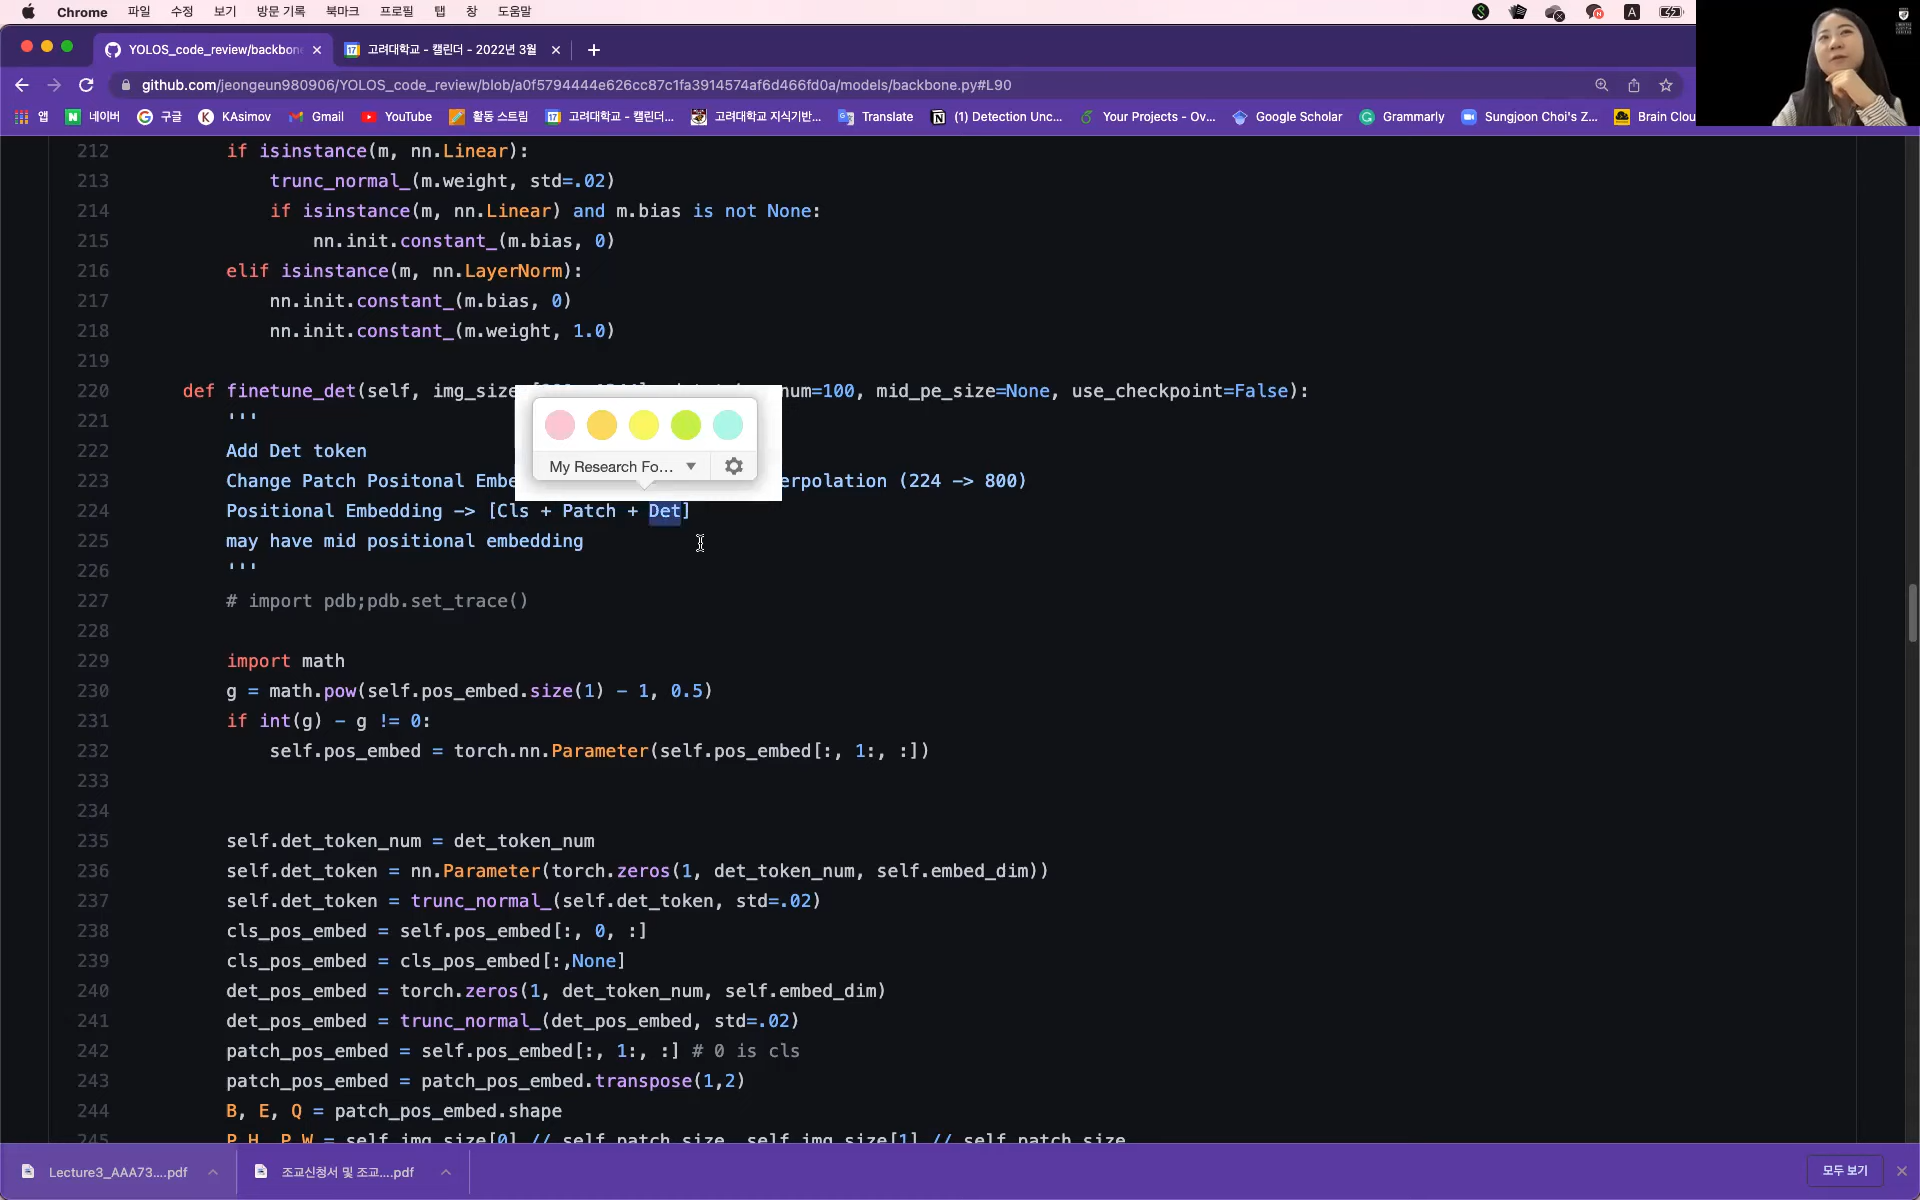 Chrome 파일 수정 보기 방문 기록 북마크 프로필 탭 창 도움말
YOLOS_code_review/backbon 고려대학교 - 캘린더 - 2022년 3월
github.com/jeongeun980906/YOLOS_code_review/blob/a0f5794444e626cc87c1fa3914574af6d466fd0a/models/backbone.py#L90
앱 네이버 구글 KAsimov Gmail YouTube 활동 스트림 고려대학교 - 캘린더... 고려대학교 지식기반... Translate (1) Detection Unc... Your Projects - Ov... Google Scholar Grammarly Sungjoon Choi's Z... Brain Clou
212 if isinstance(m, nn.Linear):
213 trunc_normal_(m.weight, std=.02)
214 if isinstance(m, nn.Linear) and m.bias is not None:
215 nn.init.constant_(m.bias, 0)
216 elif isinstance(m, nn.LayerNorm):
217 nn.init.constant_(m.bias, 0)
218 nn.init.constant_(m.weight, 1.0)
219
220 def finetune_det(self, img_size num=100, mid_pe_size=None, use_checkpoint=False):
221 '''
222 Add Det token
My Research Fo...
223 Change Patch Positonal Embe erpolation (224 -> 800)
224 Positional Embedding -> [Cls + Patch + Det]
225 may have mid positional embedding
226 '''
227 # import pdb;pdb.set_trace()
228
229 import math
230 g = math.pow(self.pos_embed.size(1) - 1, 0.5)
231 if int(g) - g != 0:
232 self.pos_embed = torch.nn.Parameter(self.pos_embed[:, 1:, :])
233
234
235 self.det_token_num = det_token_num
236 self.det_token = nn.Parameter(torch.zeros(1, det_token_num, self.embed_dim))
237 self.det_token = trunc_normal_(self.det_token, std=.02)
238 cls_pos_embed = self.pos_embed[:, 0, :]
239 cls_pos_embed = cls_pos_embed[:,None]
240 det_pos_embed = torch.zeros(1, det_token_num, self.embed_dim)
241 det_pos_embed = trunc_normal_(det_pos_embed, std=.02)
242 patch_pos_embed = self.pos_embed[:, 1:, :] # 0 is cls
243 patch_pos_embed = patch_pos_embed.transpose(1,2)
244 B, E, Q = patch_pos_embed.shape
245 P_H, P_W = self.img_size[0] // self.patch_size, self.img_size[1] // self.patch_size
Lecture3_AAA73....pdf 조교신청서 및 조교....pdf 모두 보기